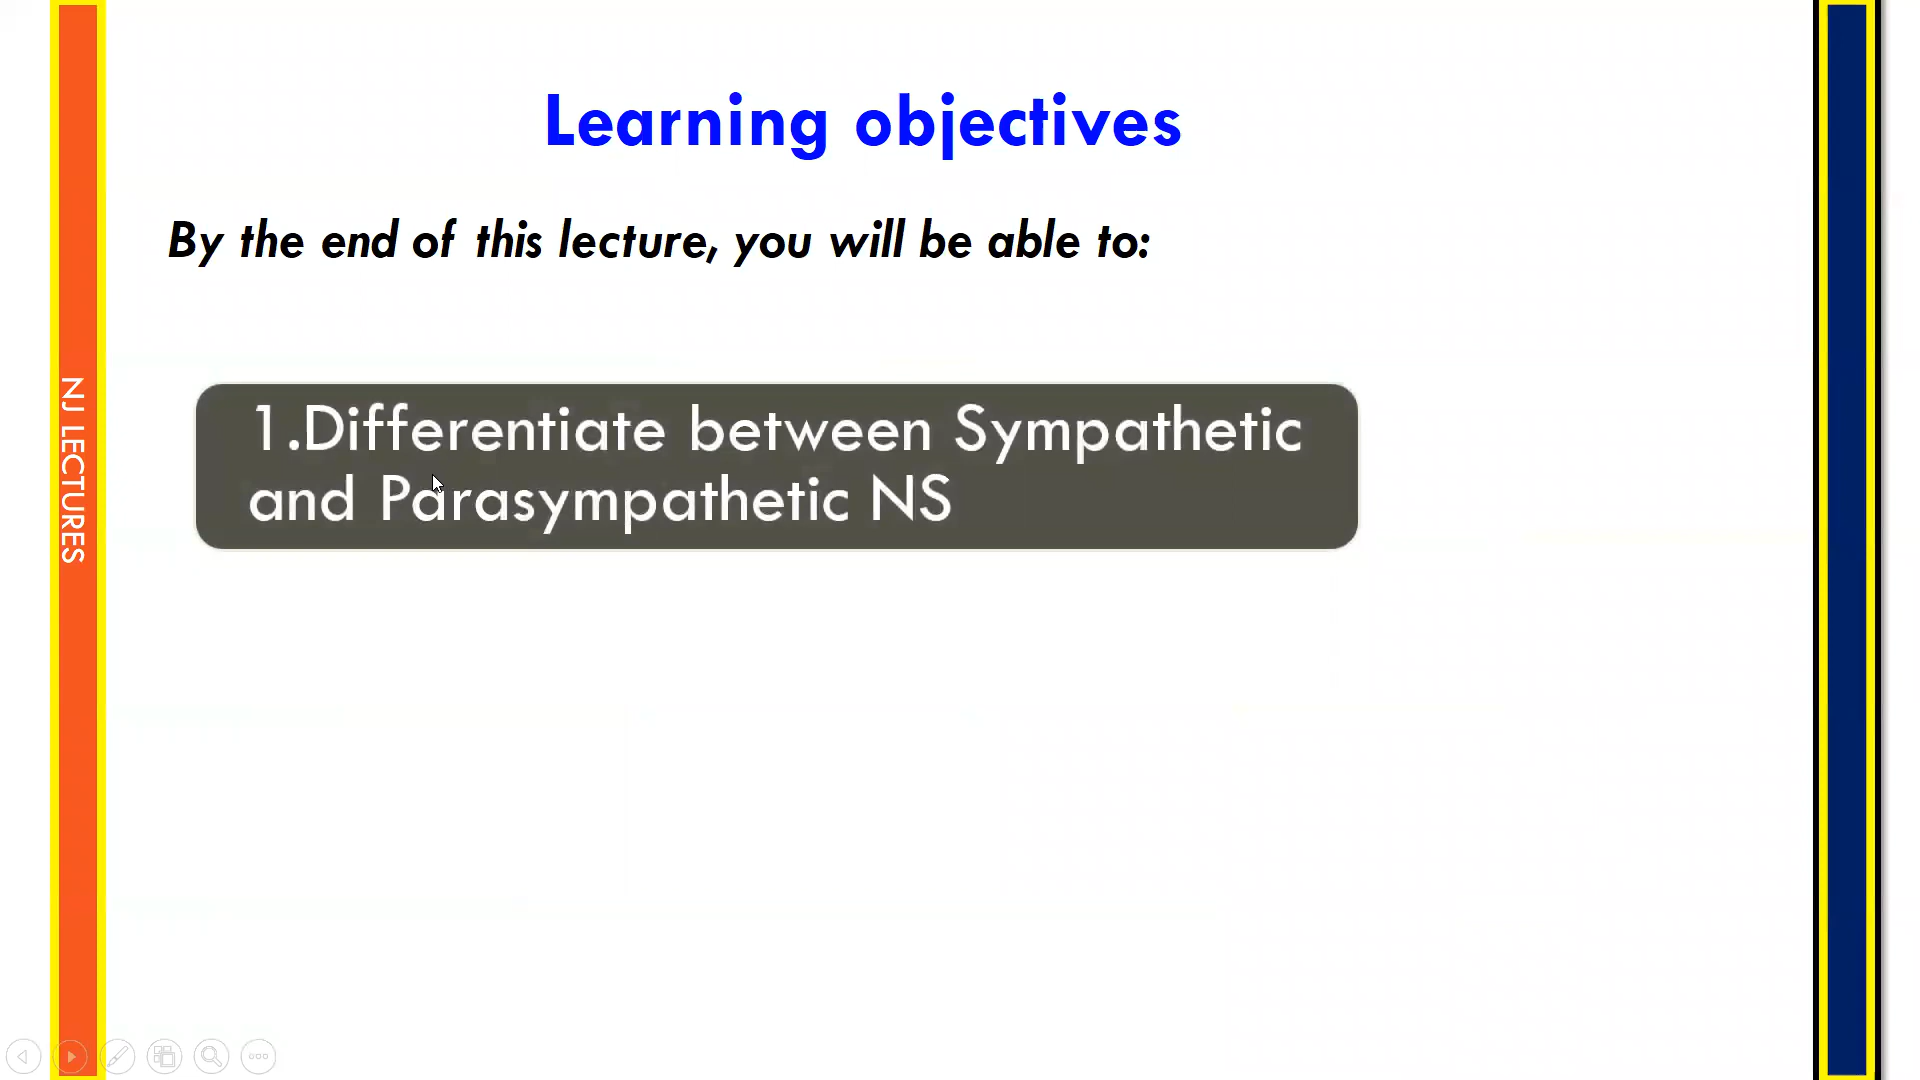 Learning objectives
By the end of this lecture, you will be able to:
1.Differentiate between Sympathetic
and Parasympathetic NS
NJ LECTURES